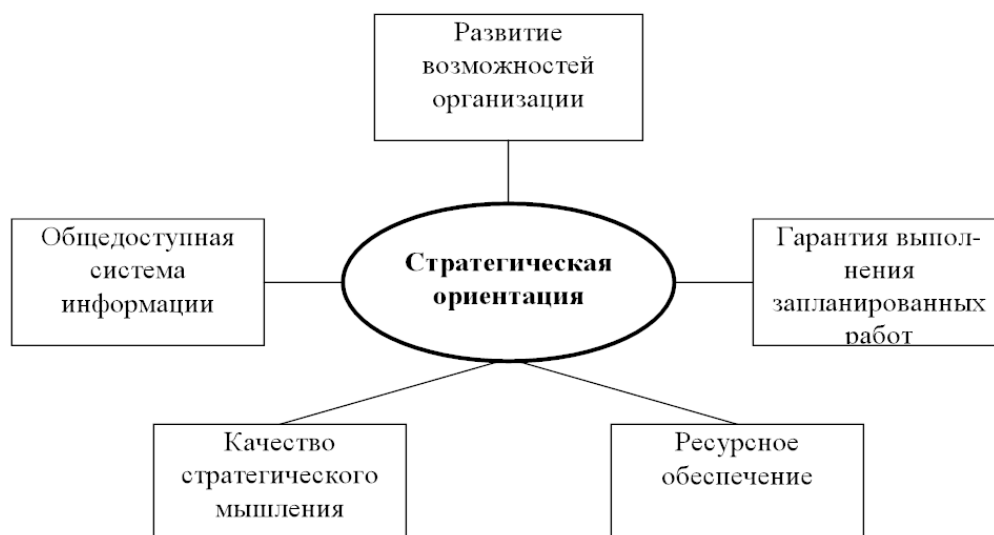 Развитие
возможностей
организации
Общедоступная
система
информации
Стратегическая
ориентация
Гарантия выпол-
нения
запланированных
работ
Качество
стратегического
мышления
Ресурсное
обеспечение